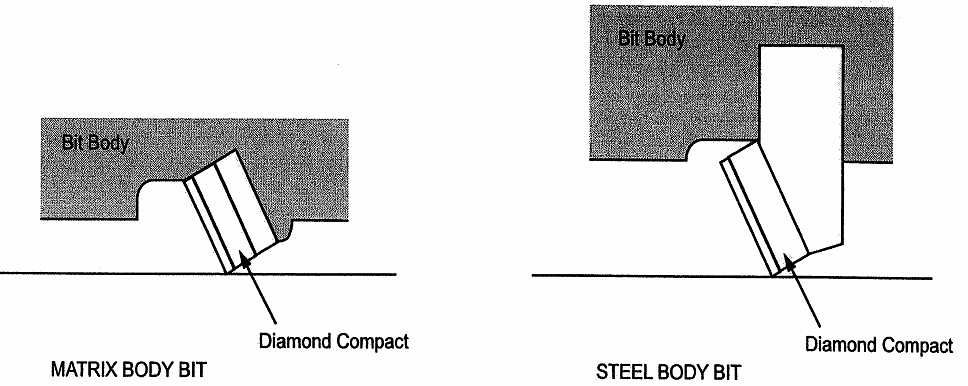 Bit Body
Diamond Compact
MATRIX BODY BIT
Bit Body
Diamond Compact
STEEL BODY BIT